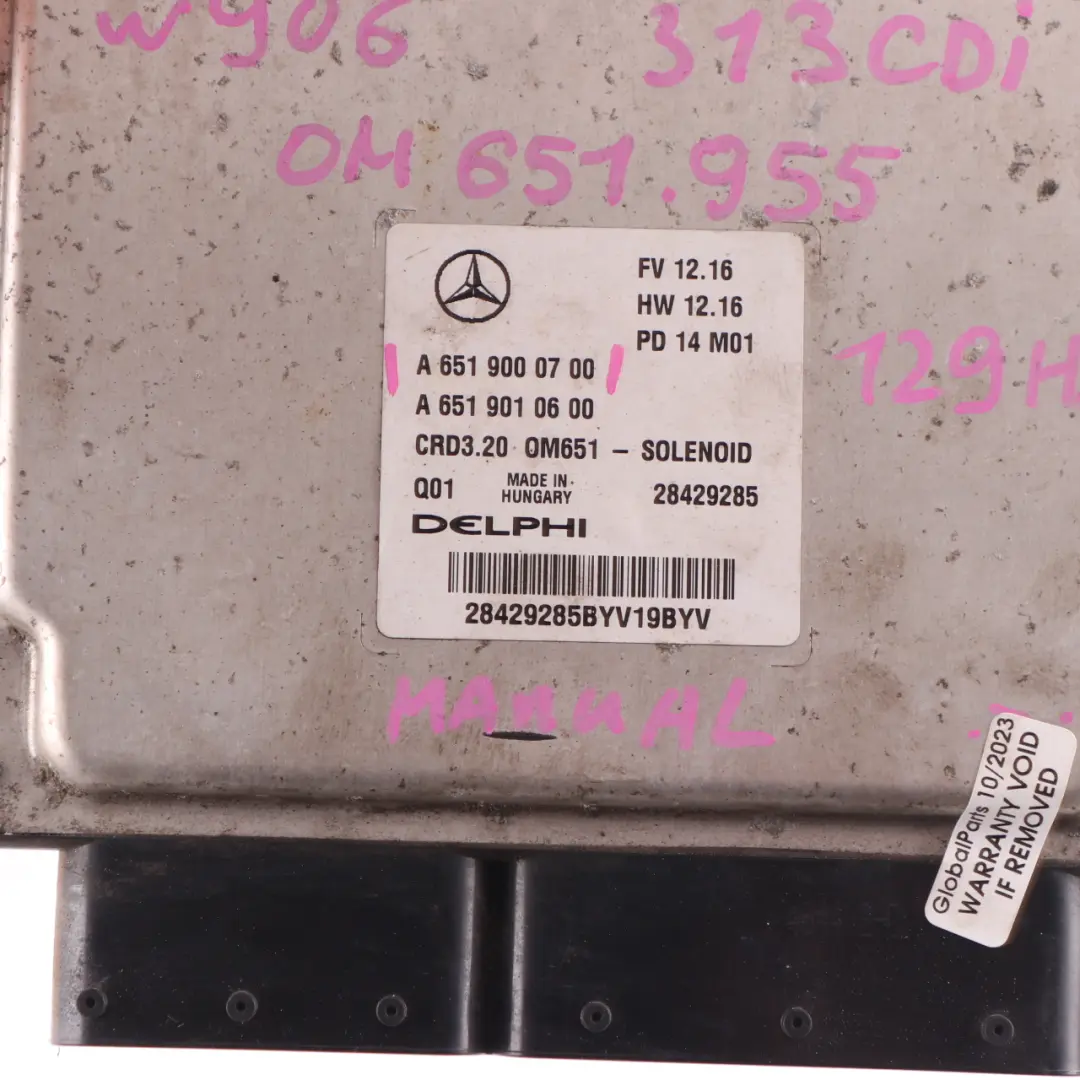 W906 313CDi
OM 651.955
FV 12.16
HW 12.16
PD 14 M01
129H
A 651 900 07 00
A 651 901 06 00
CRD3.20 OM651 – SOLENOID
Q01 MADE IN HUNGARY 28429285
DELPHI
28429285BYV19BYV
MANUAL
GlobalParts 10/2023
WARRANTY VOID
IF REMOVED